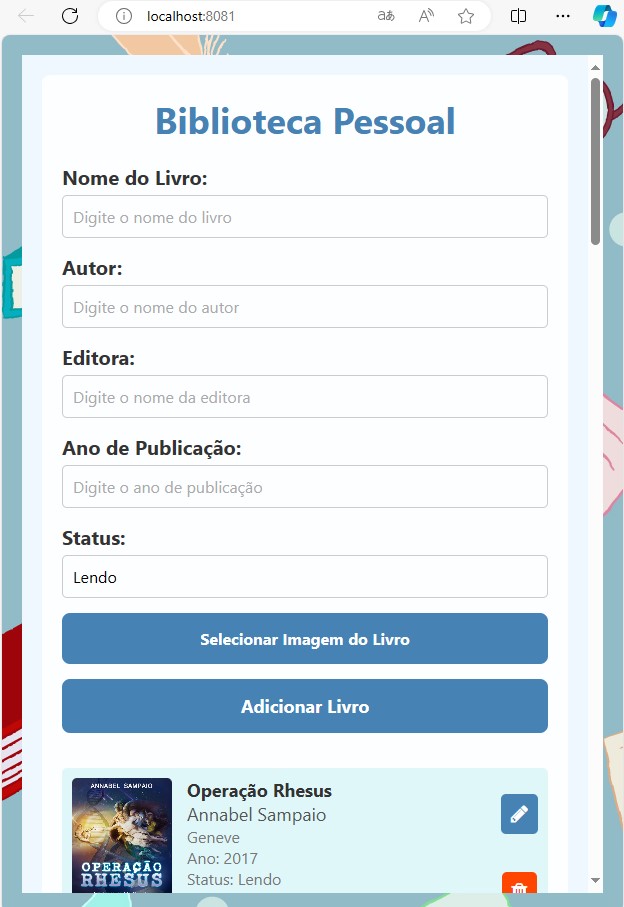 localhost:8081
aあ
Biblioteca Pessoal
Nome do Livro:
Digite o nome do livro
Autor:
Digite o nome do autor
Editora:
Digite o nome da editora
Ano de Publicação:
Digite o ano de publicação
Status:
Lendo
Selecionar Imagem do Livro
Adicionar Livro
ANNABEL SAMPAIO
OPERAÇÃO
RHESUS
Operação Rhesus
Annabel Sampaio
Geneve
Ano: 2017
Status: Lendo